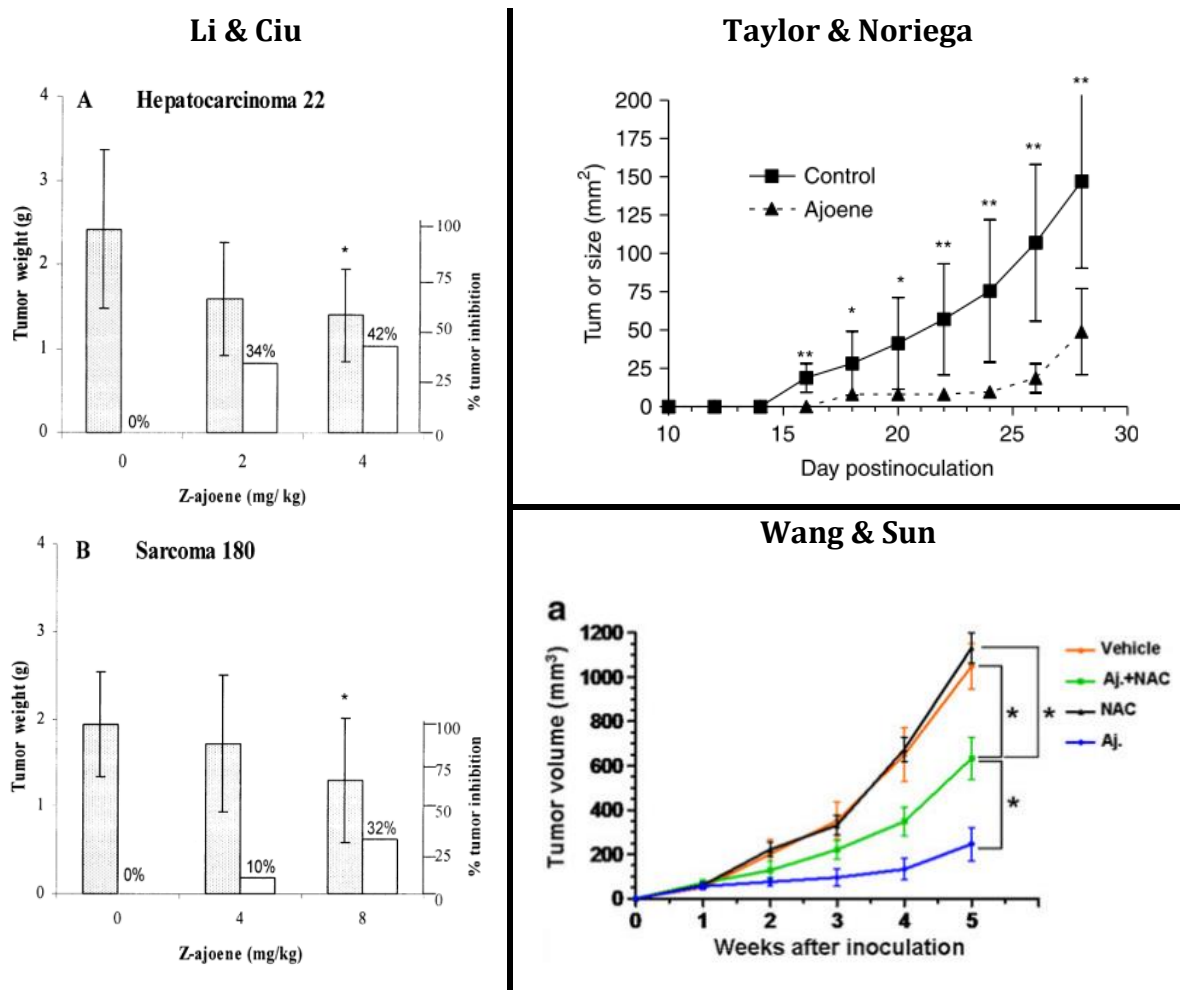 Li & Ciu
A Hepatocarcinoma 22
4
3
2
1
0
Tumor weight (g)
*
0%
34%
42%
100
75
50
25
0
% tumor inhibition
0 2 4
Z-ajoene (mg/ kg)
B Sarcoma 180
4
3
2
1
0
Tumor weight (g)
*
0%
10%
32%
100
75
50
25
0
% tumor inhibition
0 4 8
Z-ajoene (mg/kg)
Taylor & Noriega
200
175
150
125
100
75
50
25
0
Tum or size (mm²)
Control
Ajoene
** * * ** ** ** **
10 15 20 25 30
Day postinoculation
Wang & Sun
a
1200
1000
800
600
400
200
0
Tumor volume (mm³)
Vehicle
Aj.+NAC
NAC
Aj.
* * *
0 1 2 3 4 5
Weeks after inoculation